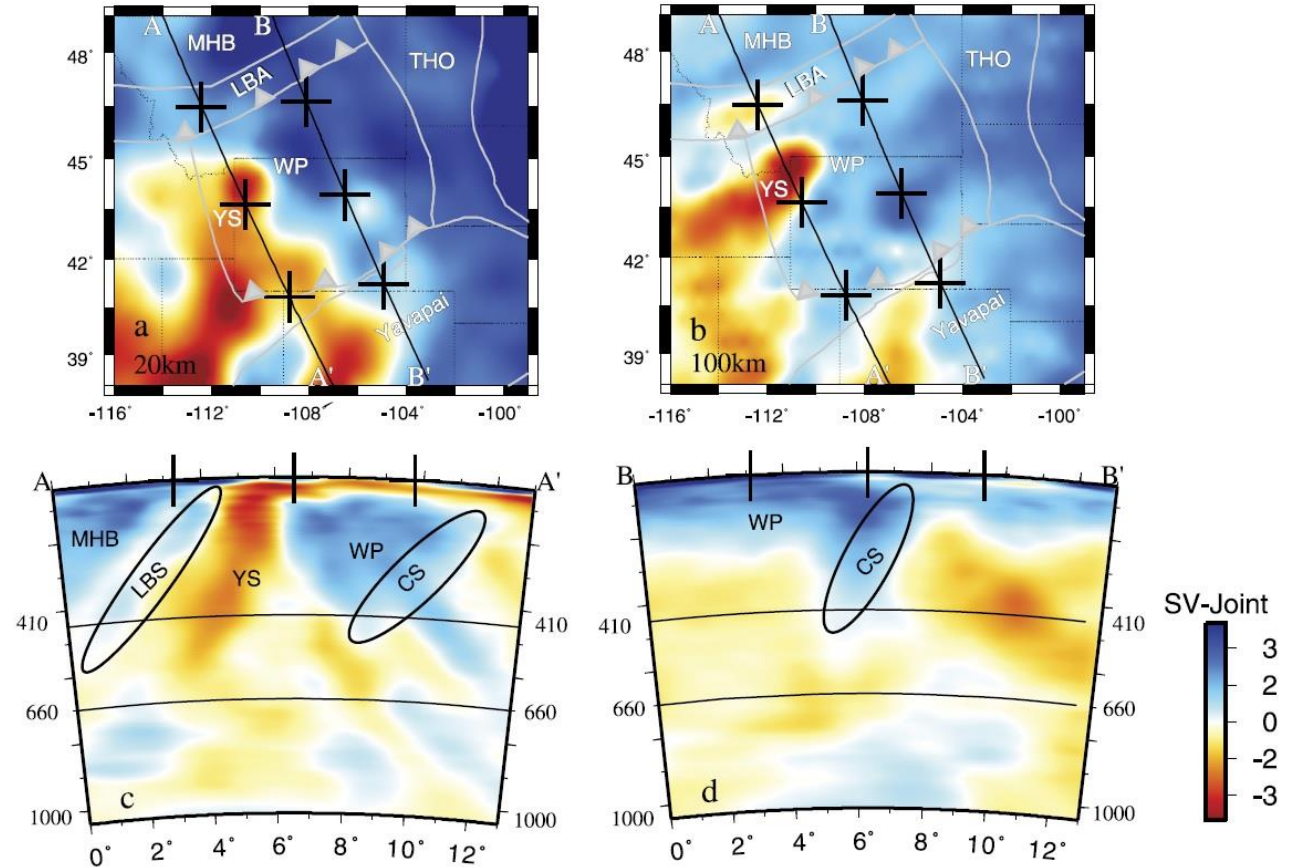 A
B
MHB
LBA
THO
WP
YS
Yavapai
a
20km
A'
B'
48°
45°
42°
39°
-116° -112° -108° -104° -100°
A
B
MHB
LBA
THO
WP
YS
Yavapai
b
100km
A'
B'
48°
45°
42°
39°
-116° -112° -108° -104° -100°
A
A'
MHB
LBS
YS
WP
CS
410
410
660
660
1000
1000
c
0° 2° 4° 6° 8° 10° 12°
B
B'
WP
CS
410
410
660
660
1000
1000
d
0° 2° 4° 6° 8° 10° 12°
SV-Joint
3
2
0
-2
-3